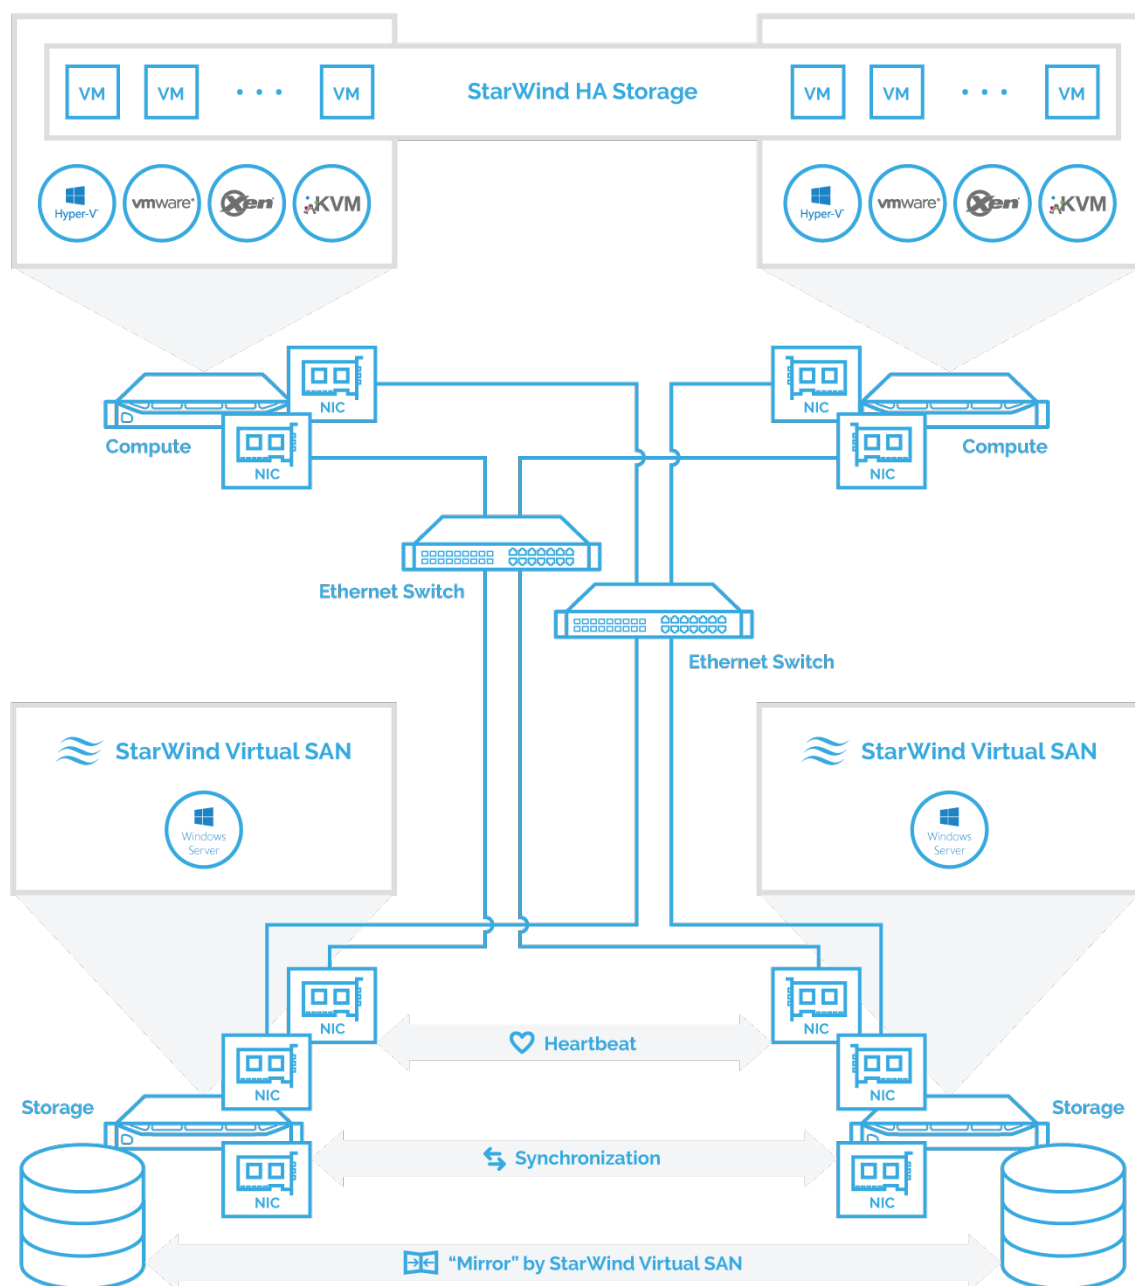 VM VM VM StarWind HA Storage VM VM VM
Hyper-V vmware® Xen KVM Hyper-V vmware® Xen KVM
NIC NIC
Compute Compute
NIC NIC
Ethernet Switch
Ethernet Switch
StarWind Virtual SAN StarWind Virtual SAN
Windows Windows
Server Server
NIC NIC
Heartbeat
NIC NIC
Storage Storage
Synchronization
NIC NIC
“Mirror” by StarWind Virtual SAN